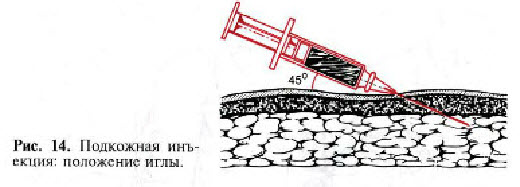 45°
Рис. 14. Подкожная инъ-
екция: положение иглы.